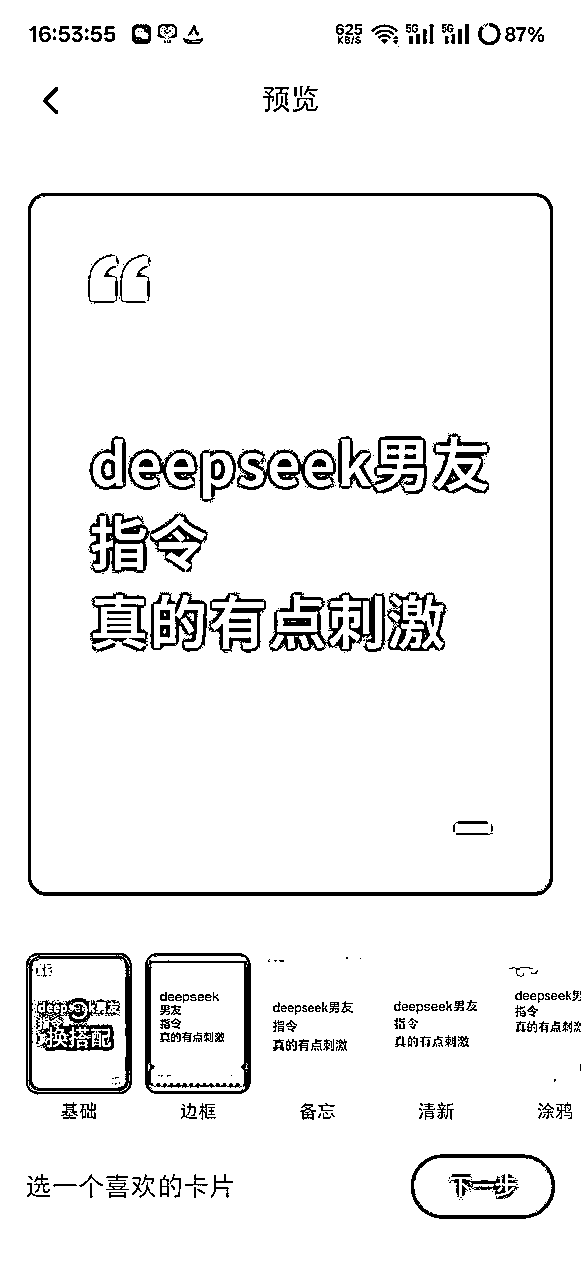 16:53:55
625 KB/S 5G 5G 87%
预览
deepseek男友
指令
真的有点刺激
换搭配
deepseek
男友
指令
真的有点刺激
deepseek男友
指令
真的有点刺激
deepseek男友
指令
真的有点刺激
deepseek男
指令
真的有点刺激
基础
边框
备忘
清新
涂鸦
选一个喜欢的卡片
下一步